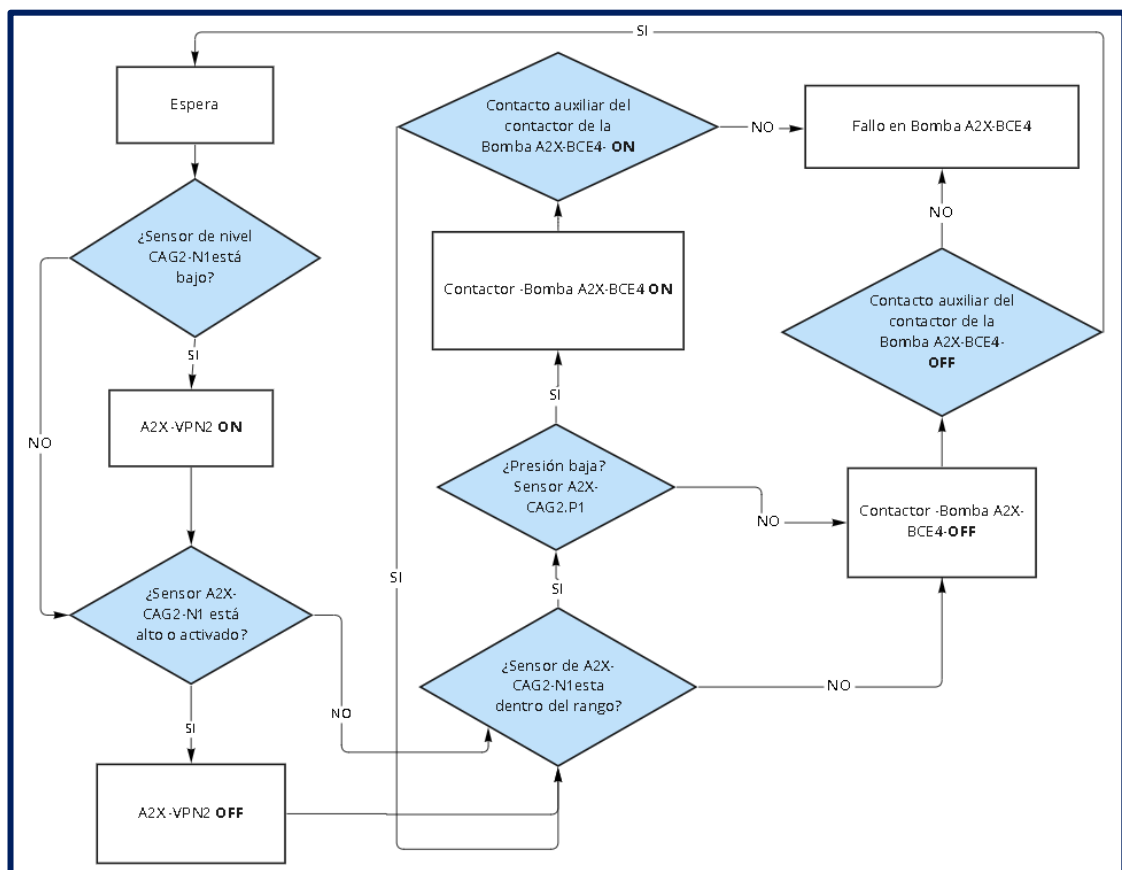 SI
Espera
¿Sensor de nivel
CAG2-N1está
bajo?
SI
NO
A2X-VPN2 ON
¿Sensor A2X-
CAG2-N1 está
alto o activado?
SI
NO
A2X-VPN2 OFF
Contacto auxiliar del
contactor de la
Bomba A2X-BCE4- ON
NO
SI
Contactor -Bomba A2X-BCE4 ON
SI
¿Presión baja?
Sensor A2X-
CAG2.P1
NO
SI
¿Sensor de A2X-
CAG2-N1esta
dentro del rango?
NO
Fallo en Bomba A2X-BCE4
NO
Contacto auxiliar del
contactor de la
Bomba A2X-BCE4-
OFF
Contactor -Bomba A2X-
BCE4-OFF